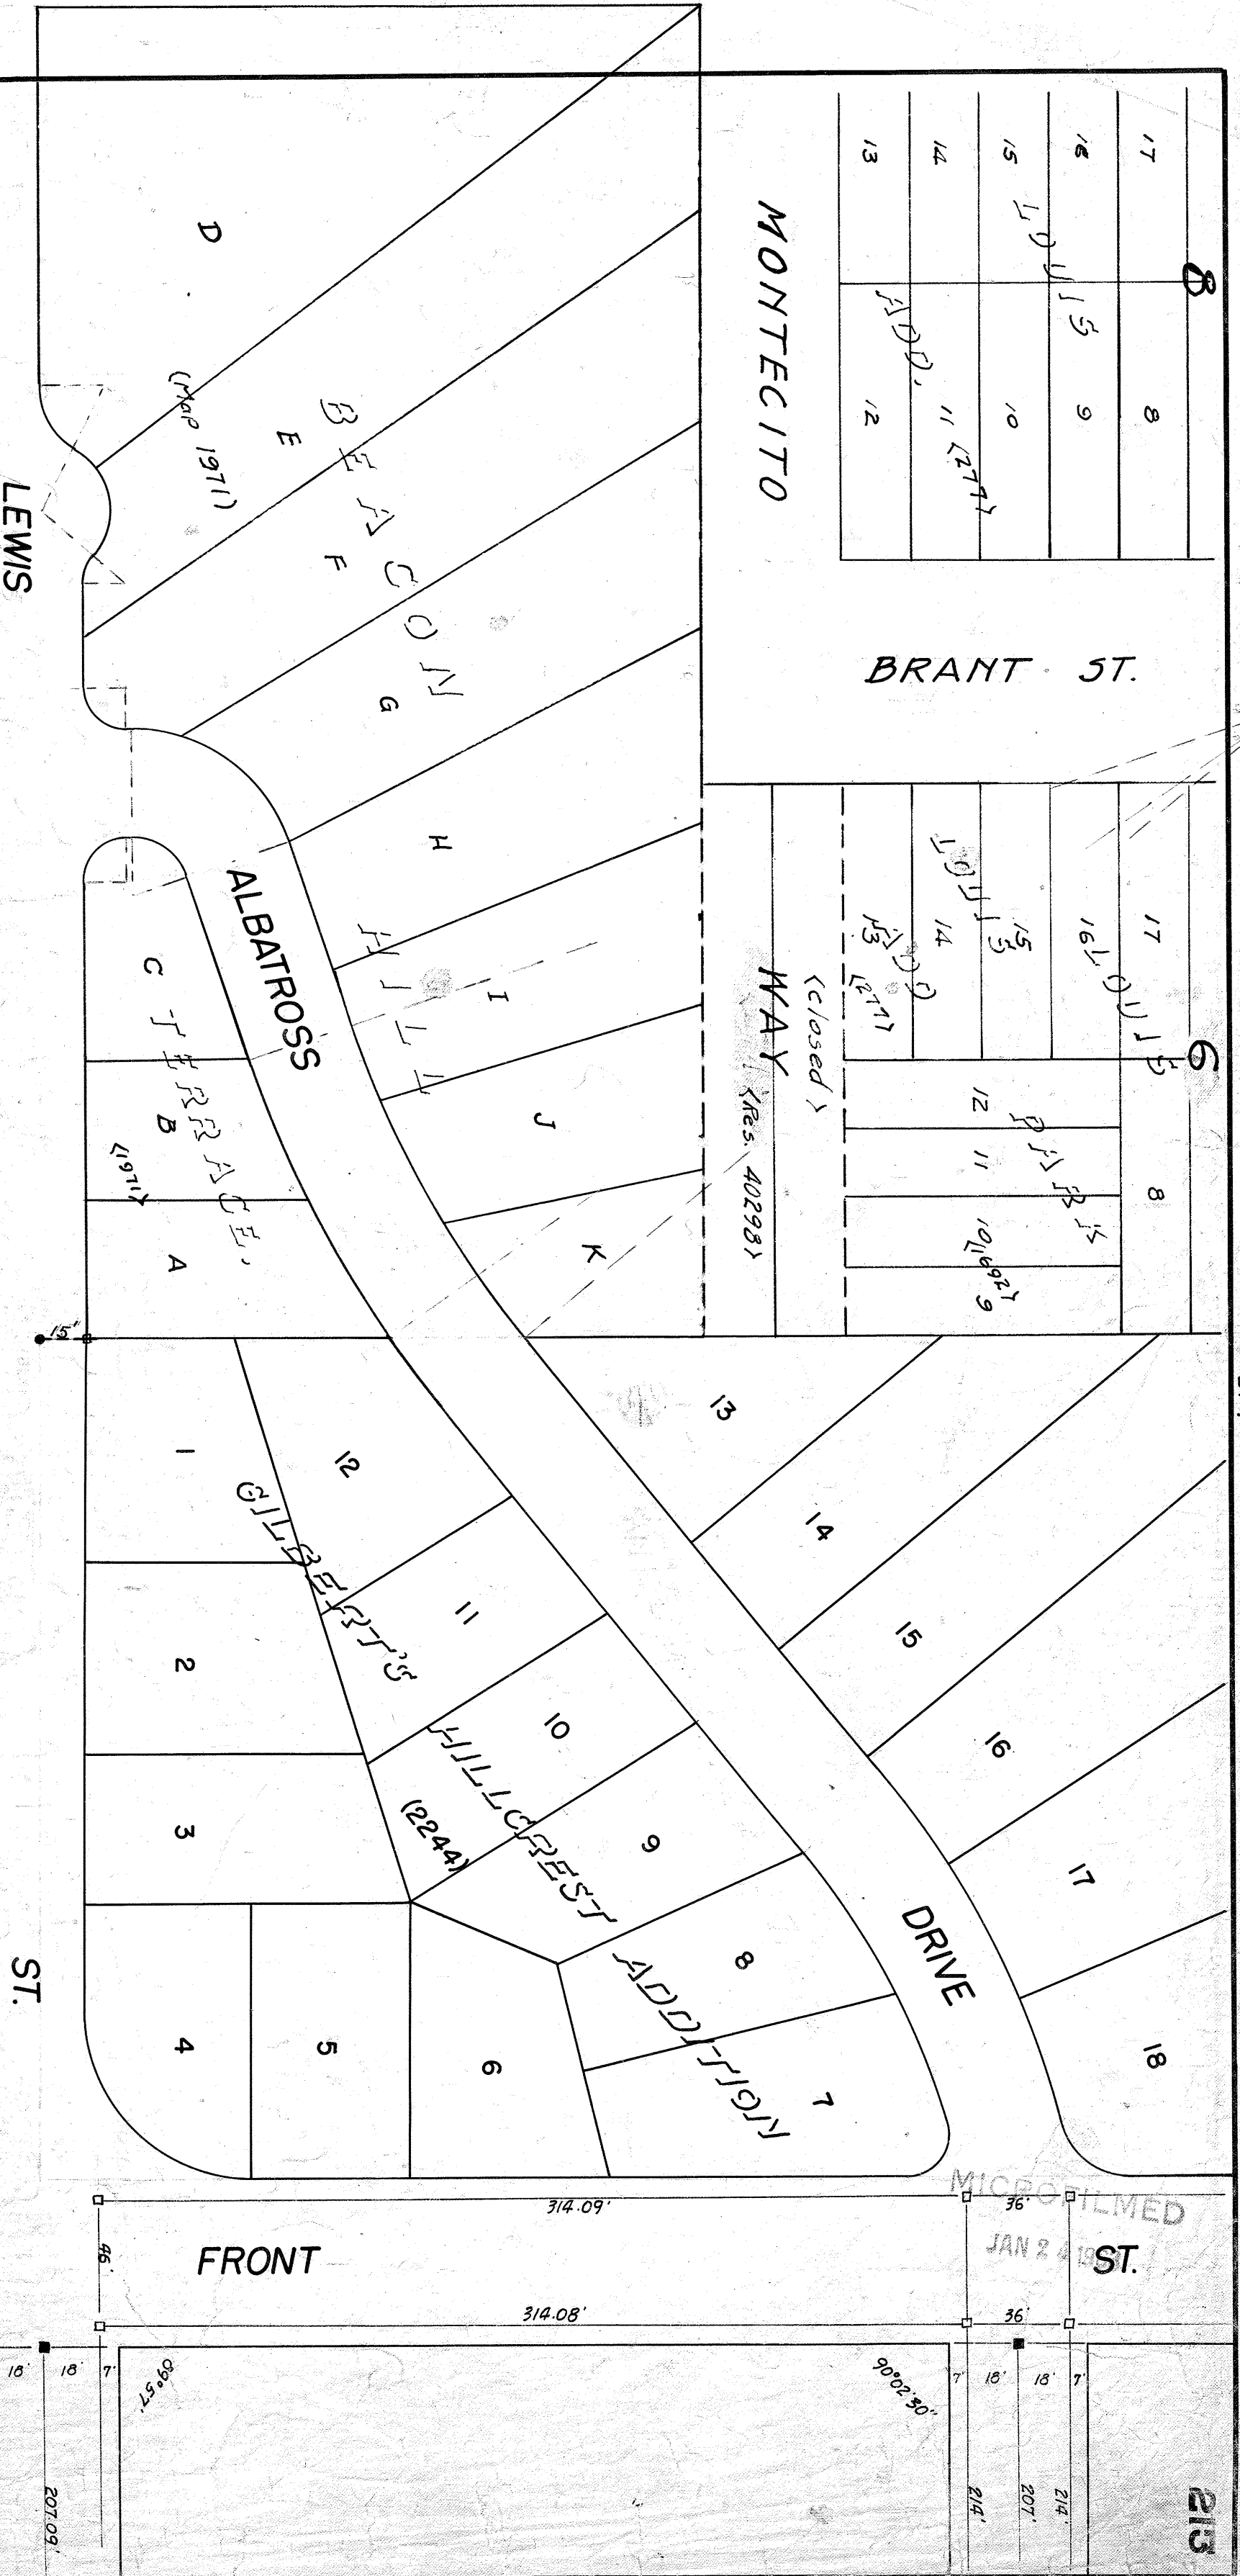 8
17
16
15
14
13
8
9
10
11
12
LOUIS
ADD.
<277>
MONTECITO
BRANT ST.
D
E
F
G
H
I
J
K
(Map 1971)
BEACON
HILL
TERRACE,
<1971>
C
B
A
LEWIS
ST.
ALBATROSS
DRIVE
WAY
<closed>
<Res. 40298>
6
17
16
15
14
13
LOUIS
ADD
<277>
LOUIS
PARK
<1692>
8
12
11
10
9
15'
1
2
3
4
5
6
7
8
9
10
11
12
13
14
15
16
17
18
GILBERT'S
HILLCREST
ADDITION
(2244)
MICROFILMED
314.09'
36'
46'
FRONT
ST.
314.08'
36'
18'
18'
7'
89°57'
90°02'30"
7'
18'
18'
7'
207.09'
214'
207'
214'
213